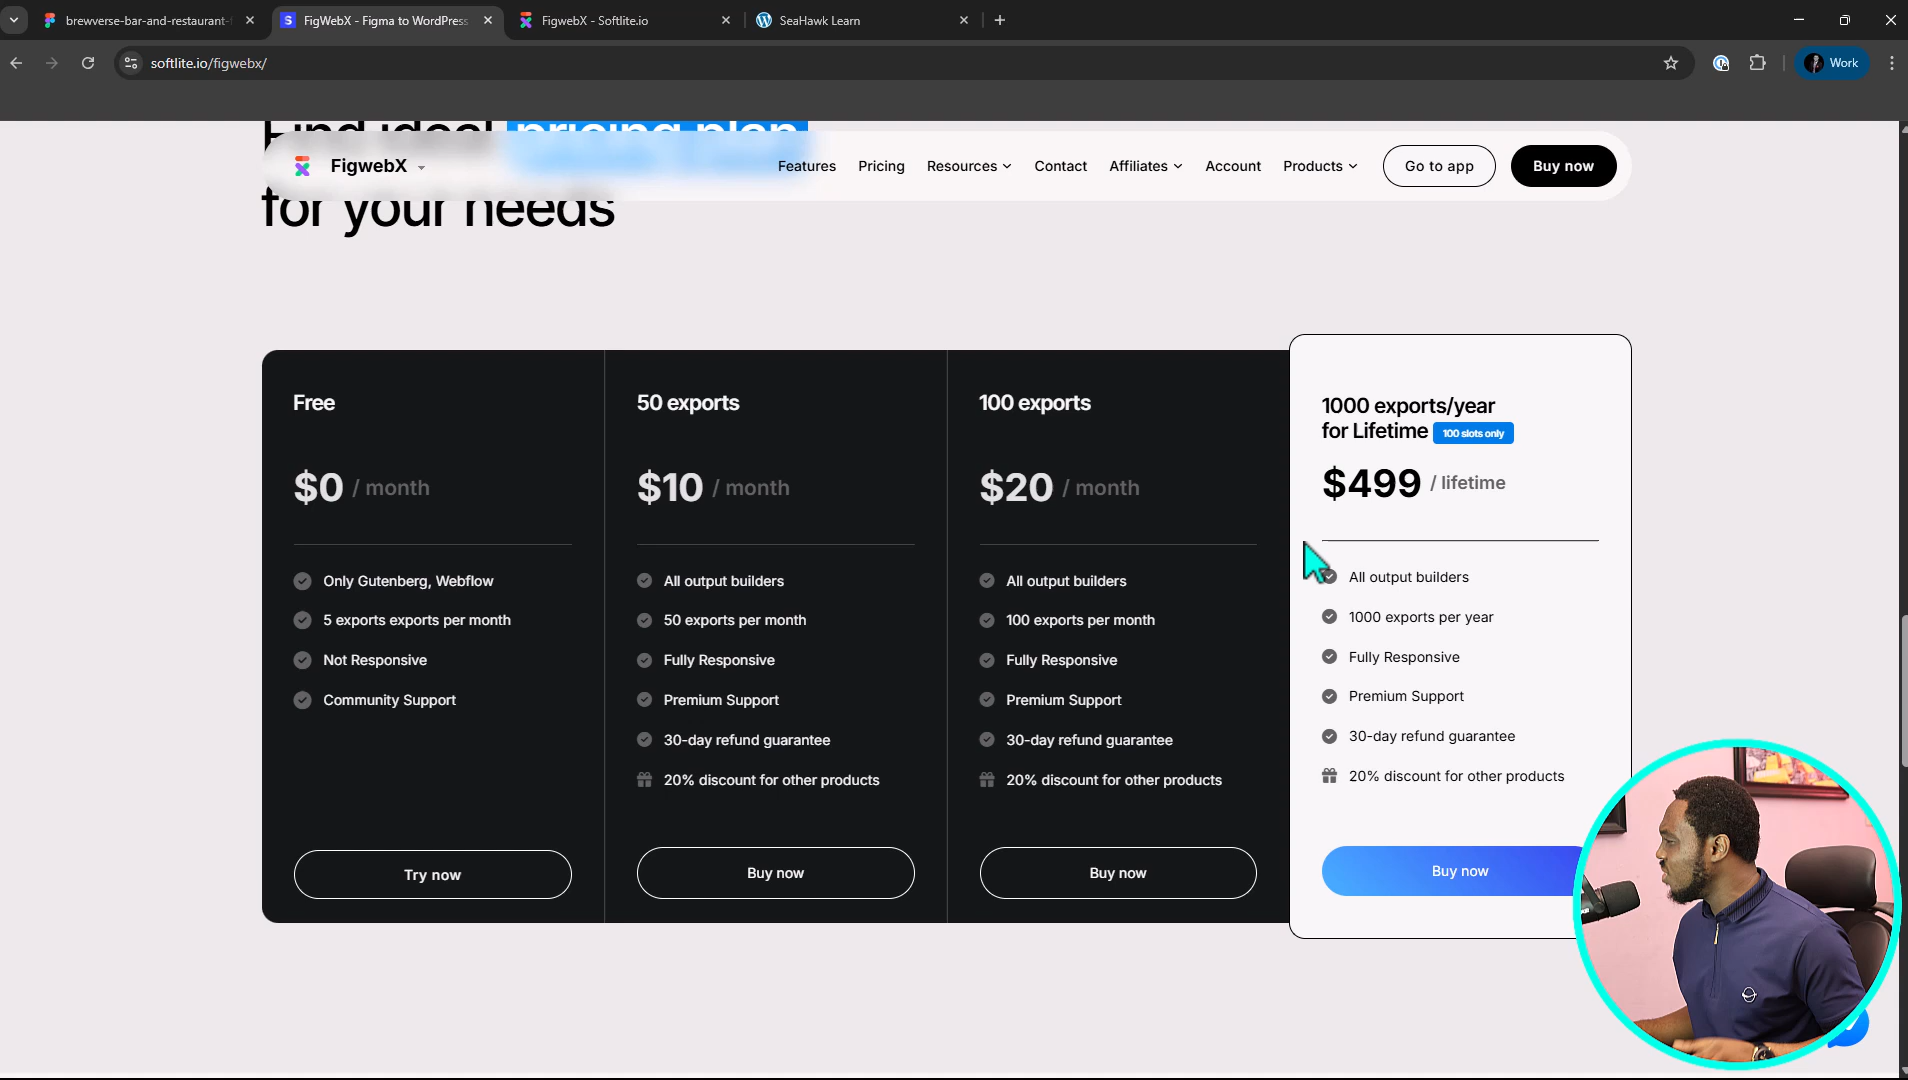 brewverse-bar-and-restaurant-f
FigWebX - Figma to WordPress
FigwebX - Softlite.io
SeaHawk Learn
softlite.io/figwebx/
Work
Find ideal pricing plan
for your needs
FigwebX
Features
Pricing
Resources
Contact
Affiliates
Account
Products
Go to app
Buy now
Free
$0 / month
Only Gutenberg, Webflow
5 exports exports per month
Not Responsive
Community Support
Try now
50 exports
$10 / month
All output builders
50 exports per month
Fully Responsive
Premium Support
30-day refund guarantee
20% discount for other products
Buy now
100 exports
$20 / month
All output builders
100 exports per month
Fully Responsive
Premium Support
30-day refund guarantee
20% discount for other products
Buy now
1000 exports/year
for Lifetime 100 slots only
$499 / lifetime
All output builders
1000 exports per year
Fully Responsive
Premium Support
30-day refund guarantee
20% discount for other products
Buy now